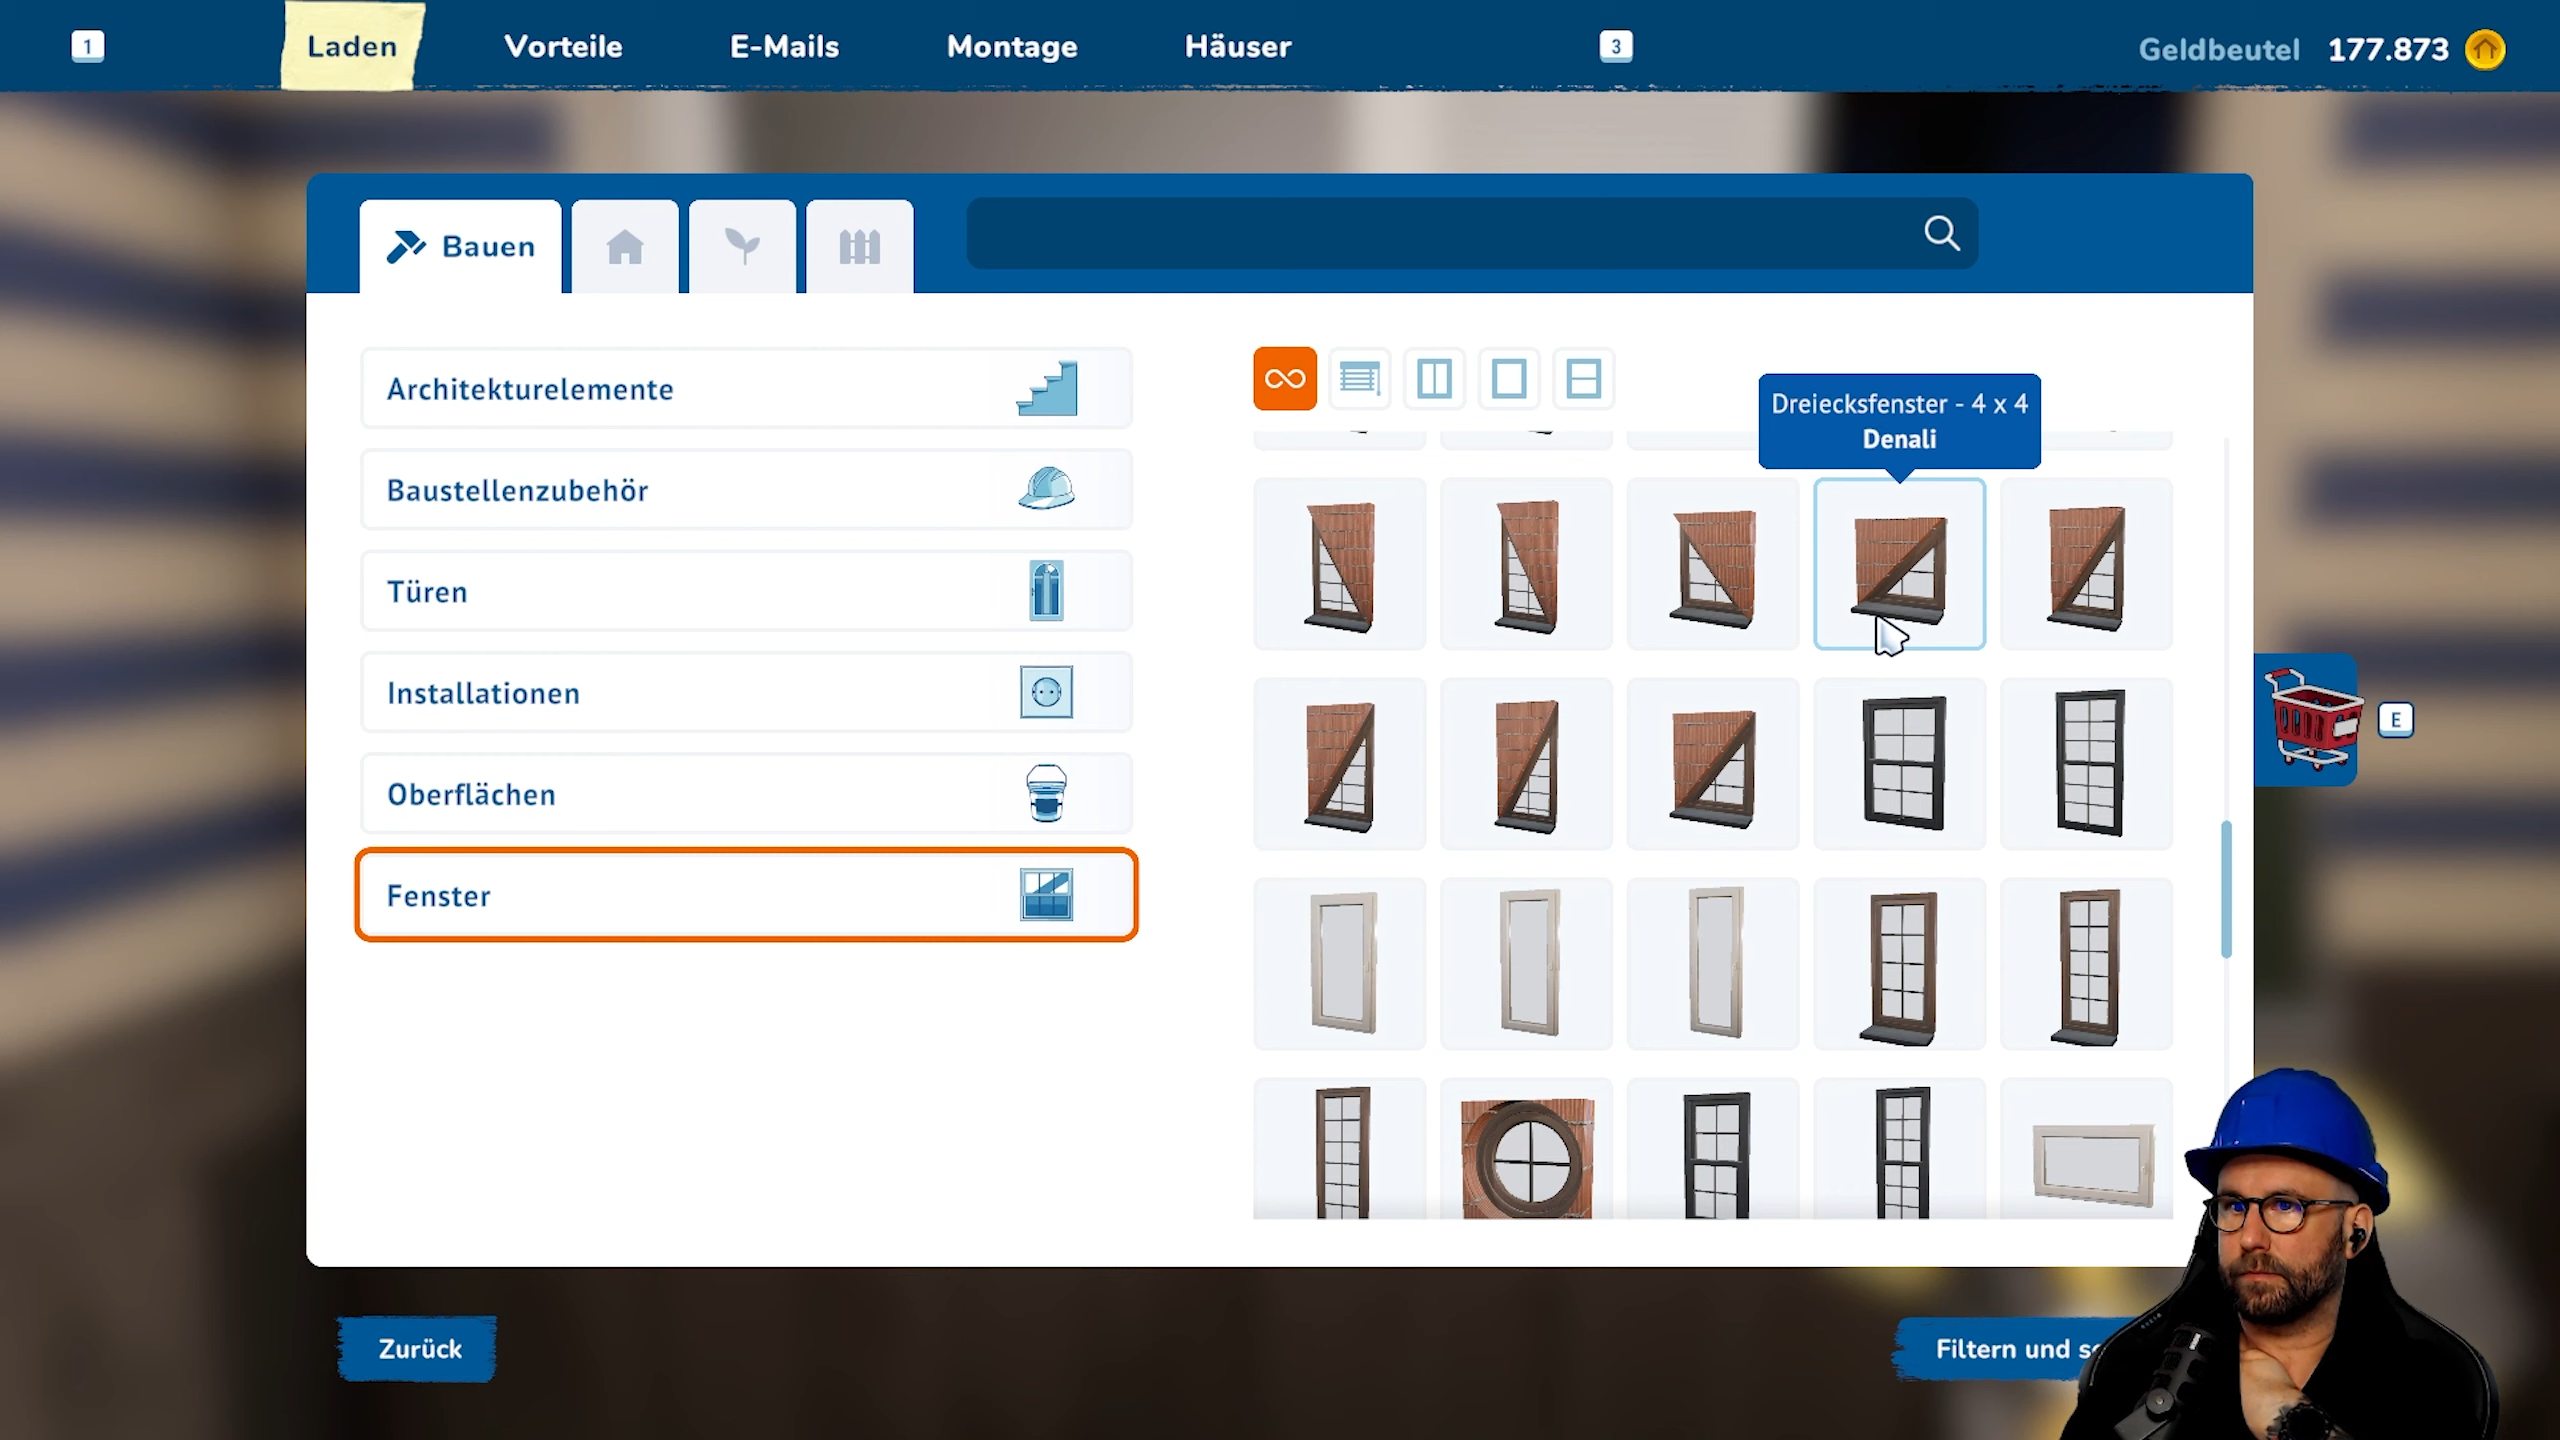 1
Laden
Vorteile
E-Mails
Montage
Häuser
3
Geldbeutel 177.873
Bauen
Architekturelemente
Baustellenzubehör
Türen
Installationen
Oberflächen
Fenster
Dreiecksfenster - 4 x 4
Denali
E
Zurück
Filtern und